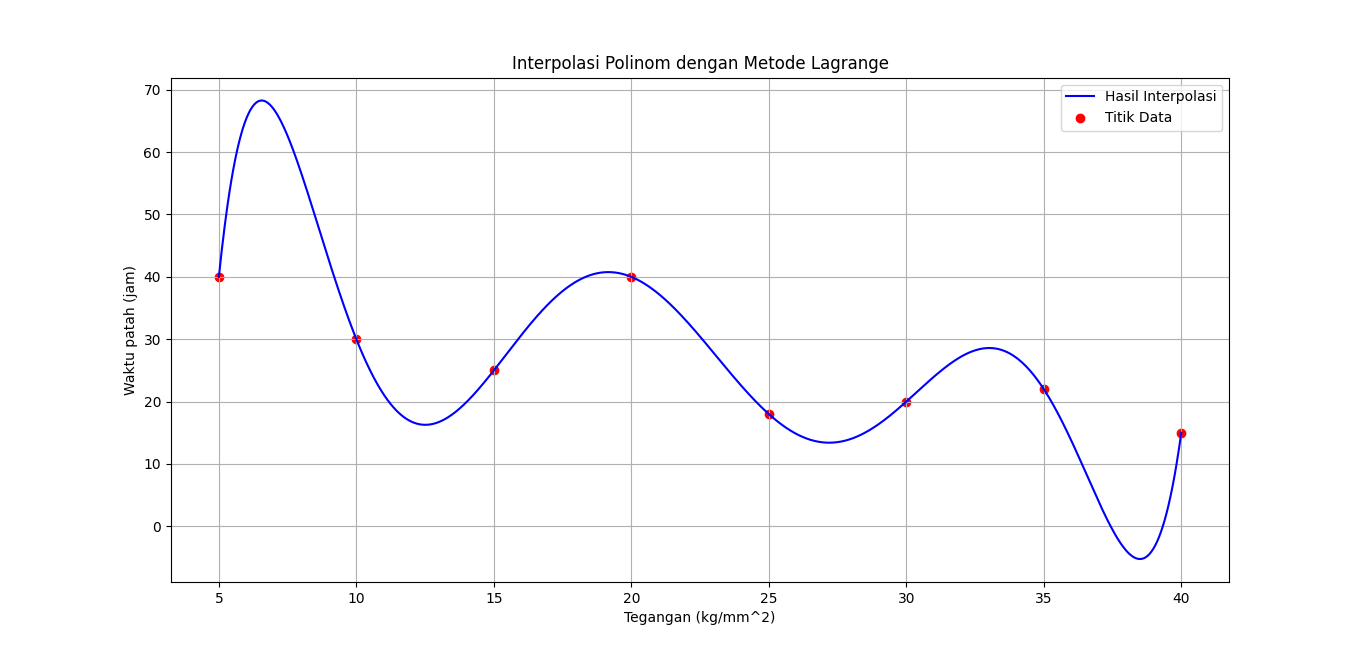 Interpolasi Polinom dengan Metode Lagrange
Hasil Interpolasi
Titik Data
Waktu patah (jam)
70
60
50
40
30
20
10
0
5 10 15 20 25 30 35 40
Tegangan (kg/mm^2)